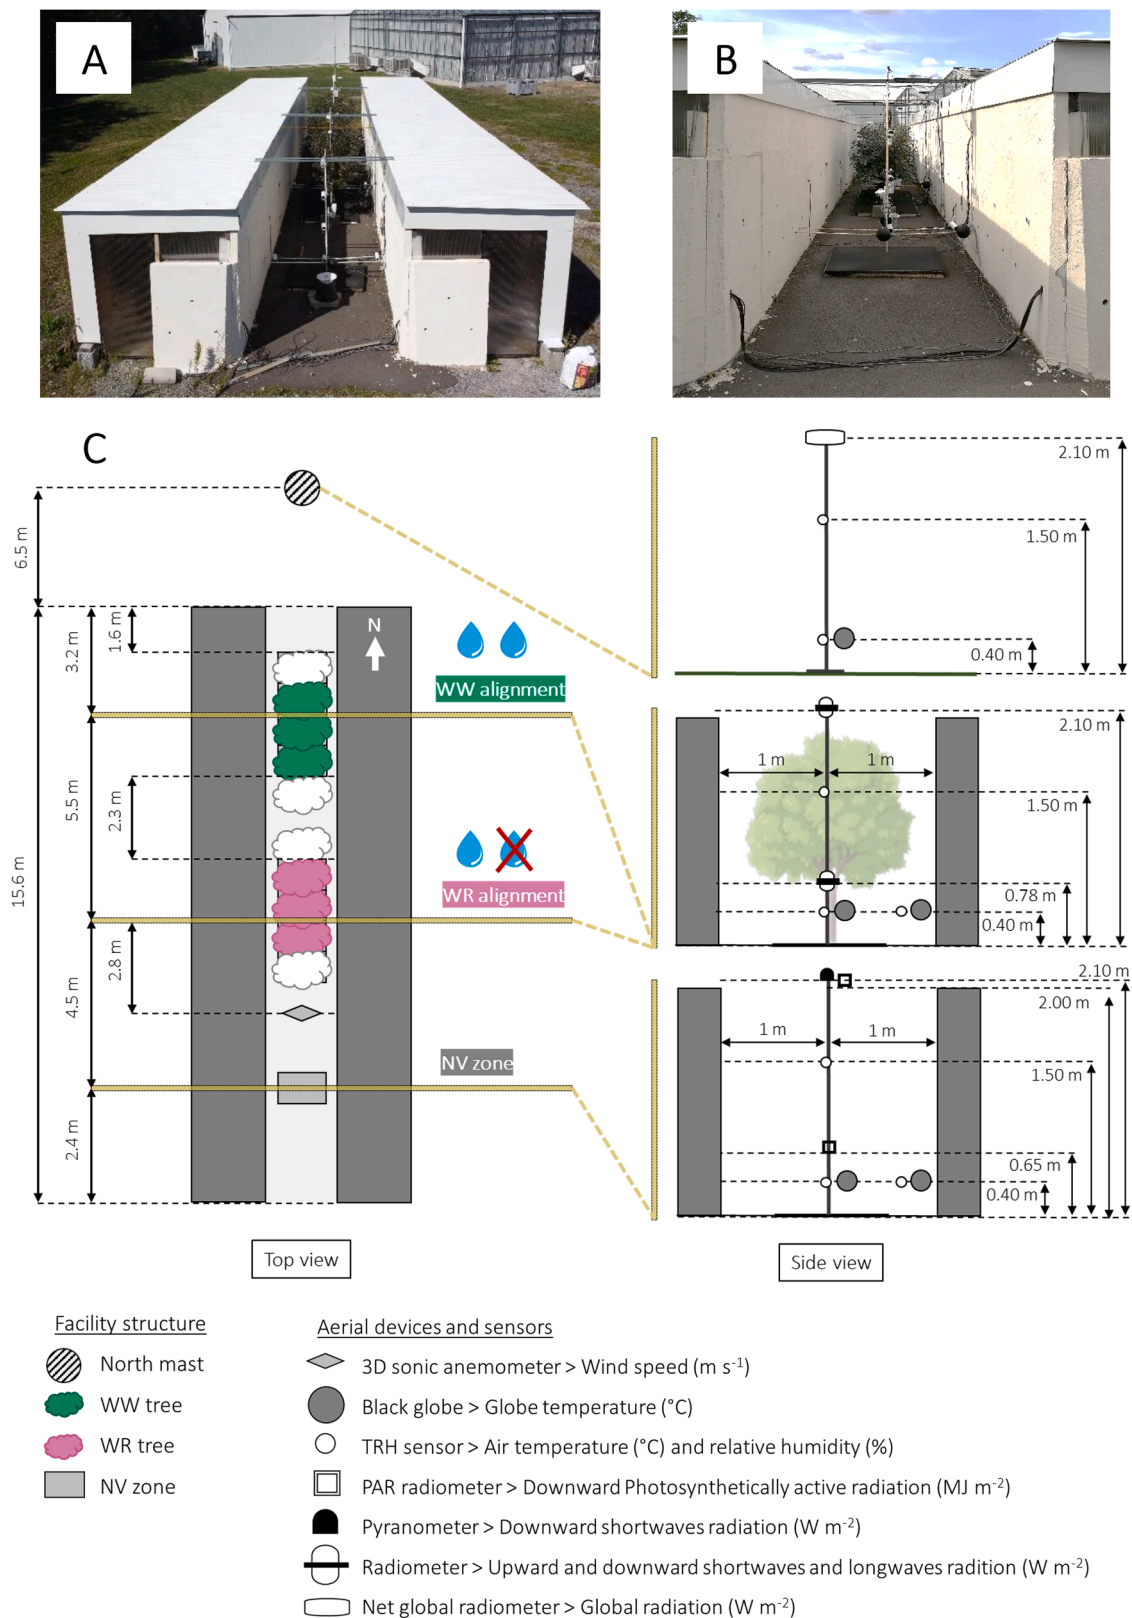 A
B
C
6.5 m
15.6 m
3.2 m
1.6 m
5.5 m
2.3 m
4.5 m
2.8 m
2.4 m
N
WW alignment
WR alignment
NV zone
2.10 m
1.50 m
0.40 m
2.10 m
1 m
1 m
1.50 m
0.78 m
0.40 m
2.10 m
2.00 m
1 m
1 m
1.50 m
0.65 m
0.40 m
Top view
Side view
Facility structure
North mast
WW tree
WR tree
NV zone
Aerial devices and sensors
3D sonic anemometer > Wind speed (m s⁻¹)
Black globe > Globe temperature (°C)
TRH sensor > Air temperature (°C) and relative humidity (%)
PAR radiometer > Downward Photosynthetically active radiation (MJ m⁻²)
Pyranometer > Downward shortwaves radiation (W m⁻²)
Radiometer > Upward and downward shortwaves and longwaves radition (W m⁻²)
Net global radiometer > Global radiation (W m⁻²)